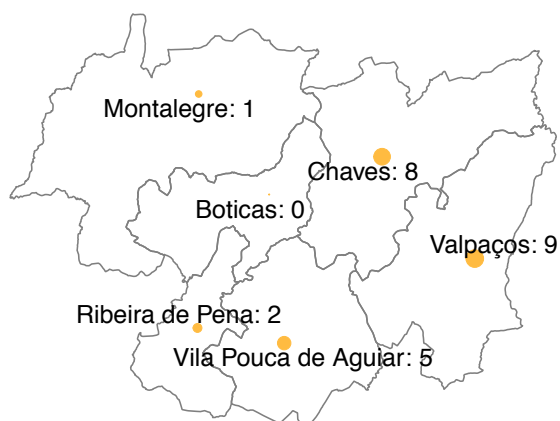 Montalegre: 1
Chaves: 8
Boticas: 0
Valpaços: 9
Ribeira de Pena: 2
Vila Pouca de Aguiar: 5